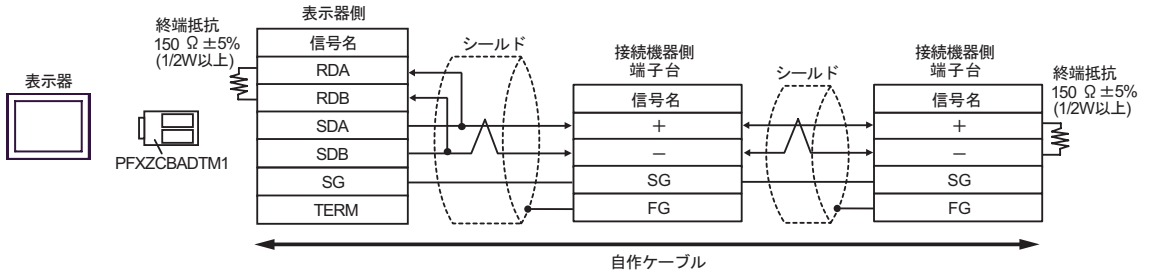 表示器
PFXZCBADTM1
終端抵抗
150 Ω ±5%
(1/2W以上)
表示器側
信号名
RDA
RDB
SDA
SDB
SG
TERM
シールド
接続機器側
端子台
信号名
+
-
SG
FG
シールド
接続機器側
端子台
信号名
+
-
SG
FG
終端抵抗
150 Ω ±5%
(1/2W以上)
自作ケーブル